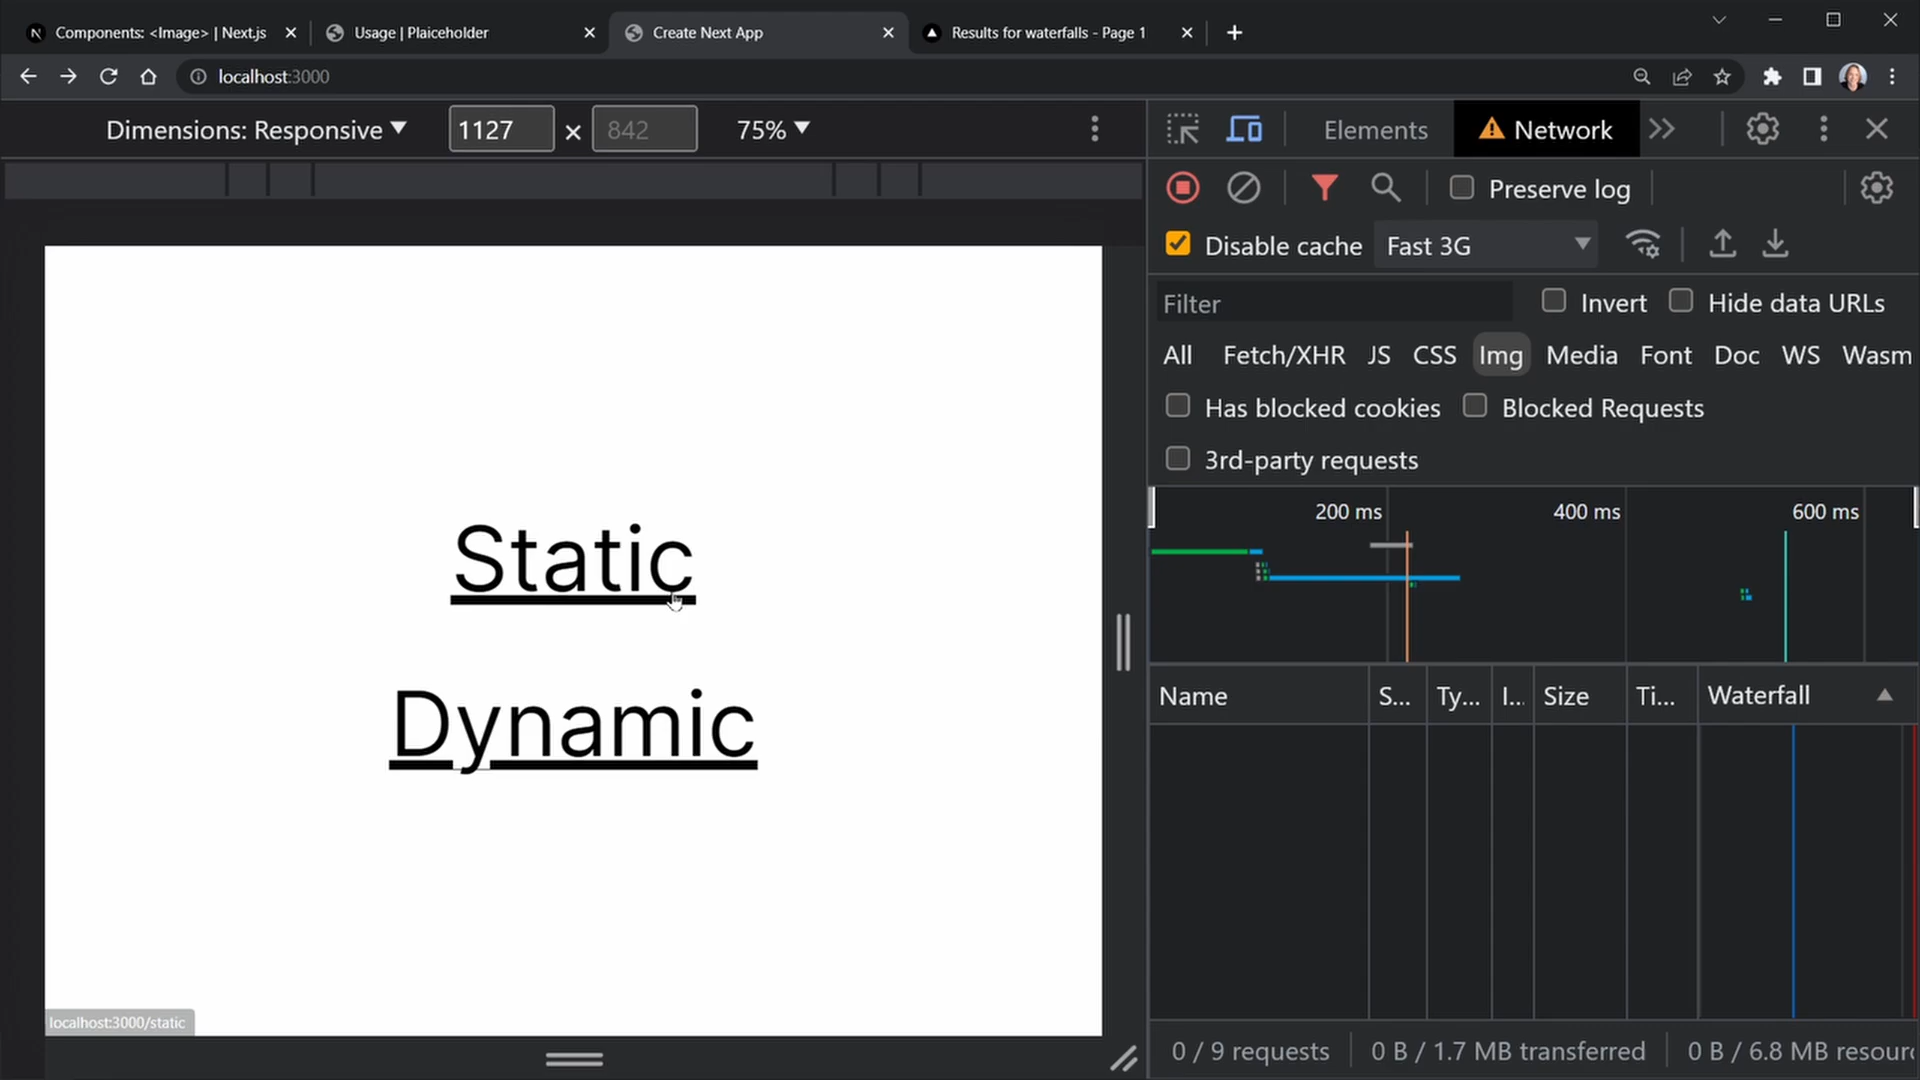 Components: <Image> | Next.js
Usage | Plaiceholder
Create Next App
Results for waterfalls - Page 1
localhost:3000
Dimensions: Responsive
1127
842
75%
Elements
Network
Preserve log
Disable cache
Fast 3G
Filter
Invert
Hide data URLs
All
Fetch/XHR
JS
CSS
Img
Media
Font
Doc
WS
Wasm
Has blocked cookies
Blocked Requests
3rd-party requests
200 ms
400 ms
600 ms
Static
Dynamic
Name
S...
Ty...
I...
Size
Ti...
Waterfall
localhost:3000/static
0 / 9 requests
0 B / 1.7 MB transferred
0 B / 6.8 MB resour